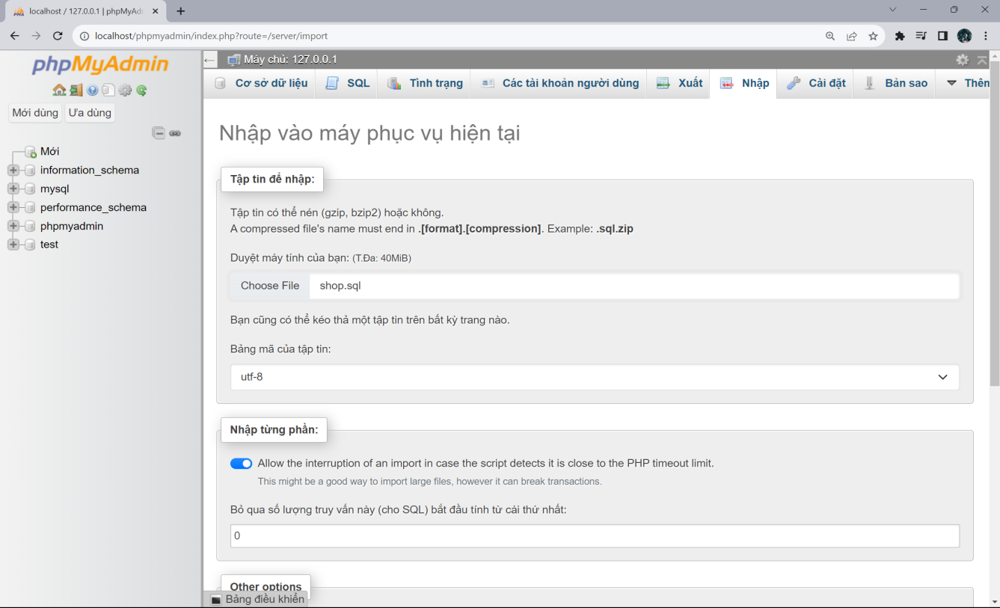 localhost / 127.0.0.1 | phpMyAd
localhost/phpmyadmin/index.php?route=/server/import
phpMyAdmin
Mới dùng
Ưa dùng
Mới
information_schema
mysql
performance_schema
phpmyadmin
test
Máy chủ: 127.0.0.1
Cơ sở dữ liệu
SQL
Tình trạng
Các tài khoản người dùng
Xuất
Nhập
Cài đặt
Bản sao
Thên
Nhập vào máy phục vụ hiện tại
Tập tin để nhập:
Tập tin có thể nén (gzip, bzip2) hoặc không.
A compressed file's name must end in .[format].[compression]. Example: .sql.zip
Duyệt máy tính của bạn: (T.Đa: 40MiB)
Choose File
shop.sql
Bạn cũng có thể kéo thả một tập tin trên bất kỳ trang nào.
Bảng mã của tập tin:
utf-8
Nhập từng phần:
Allow the interruption of an import in case the script detects it is close to the PHP timeout limit.
This might be a good way to import large files, however it can break transactions.
Bỏ qua số lượng truy vấn này (cho SQL) bắt đầu tính từ cái thứ nhất:
0
Other options
Bảng điều khiển